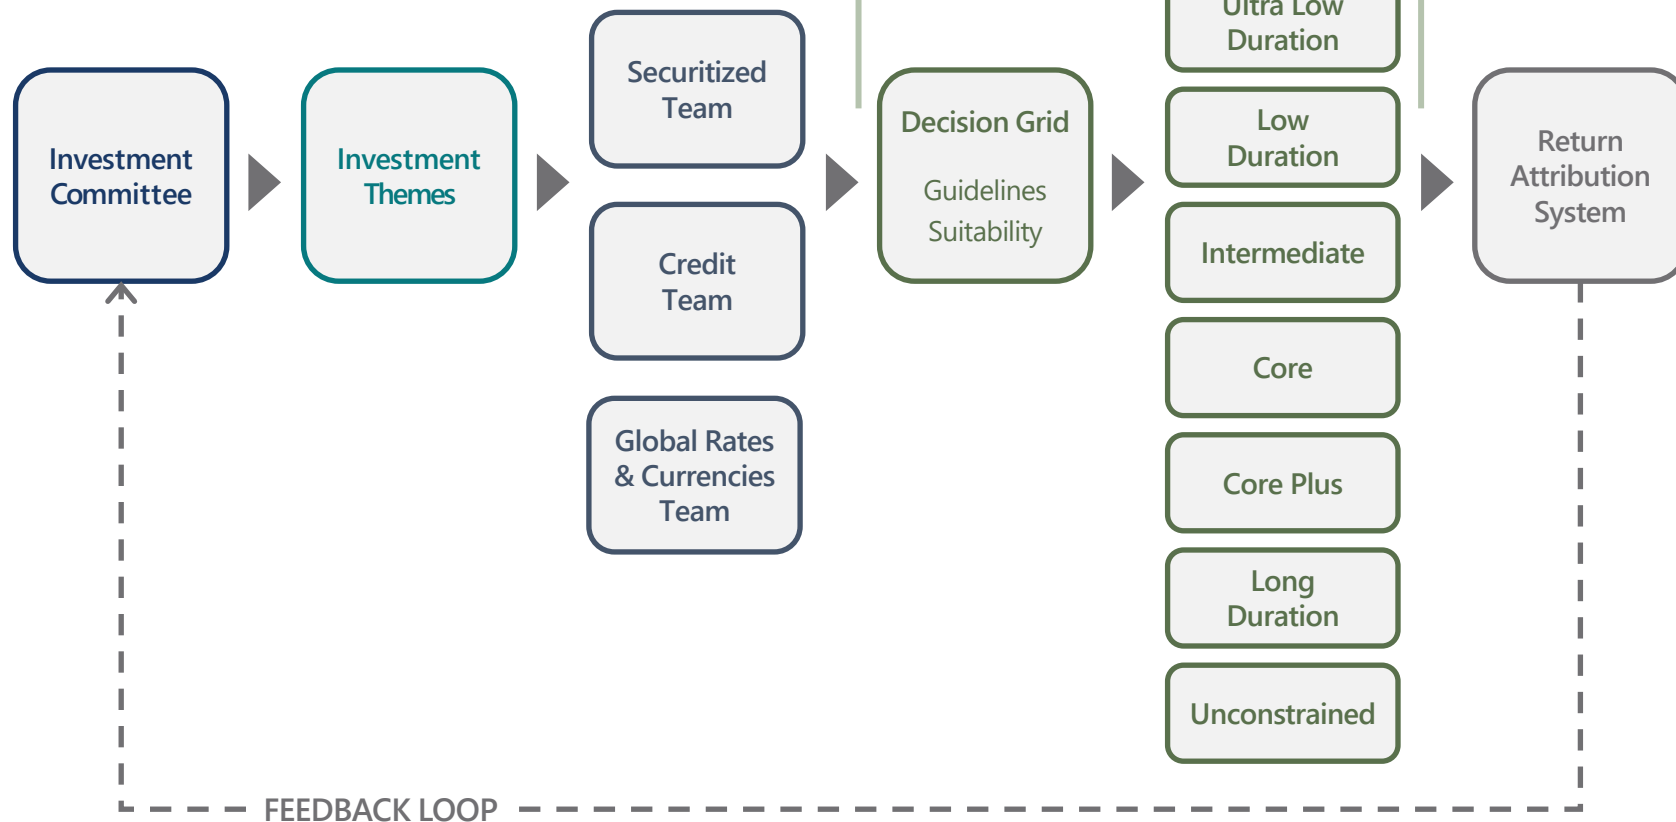 Investment
Committee
Investment
Themes
Securitized
Team
Credit
Team
Global Rates
& Currencies
Team
Decision Grid
Guidelines
Suitability
Ultra Low
Duration
Low
Duration
Intermediate
Core
Core Plus
Long
Duration
Unconstrained
Return
Attribution
System
FEEDBACK LOOP